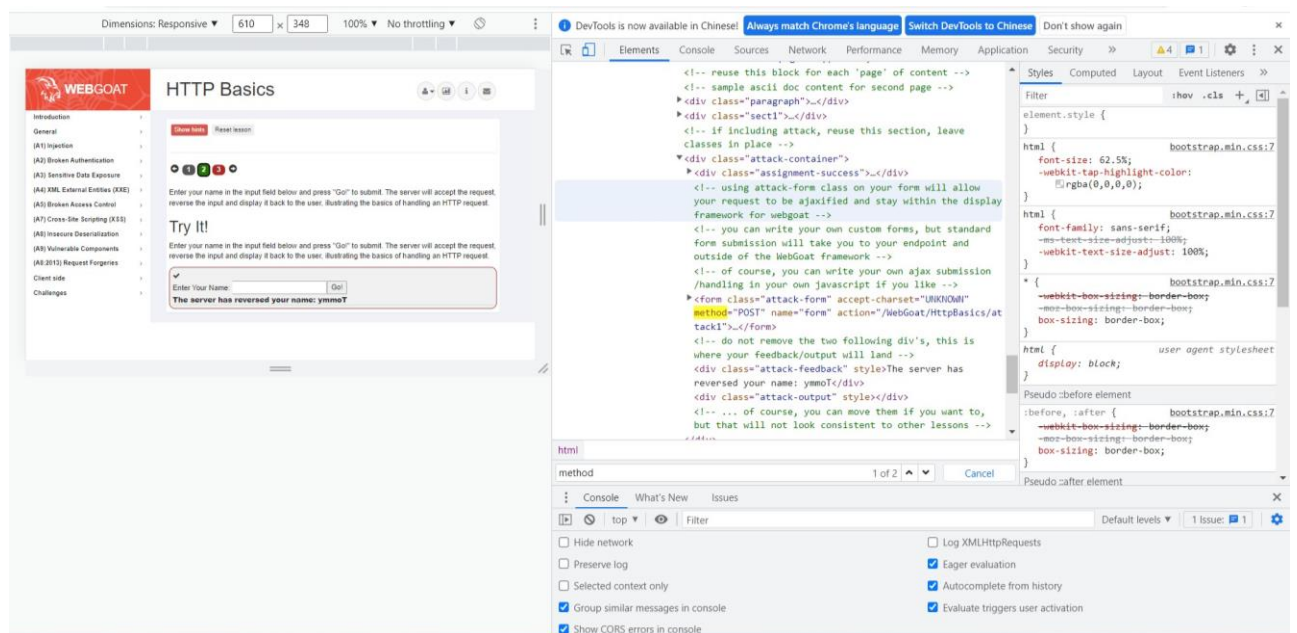 Dimensions: Responsive ▼ 610 × 348 100% ▼ No throttling ▼
WEBGOAT
HTTP Basics
Introduction
General
(A1) Injection
(A2) Broken Authentication
(A3) Sensitive Data Exposure
(A4) XML External Entities (XXE)
(A5) Broken Access Control
(A7) Cross-Site Scripting (XSS)
(A8) Insecure Deserialization
(A9) Vulnerable Components
(A8:2013) Request Forgeries
Client side
Challenges
Show hints Reset lesson
1 2 3
Enter your name in the input field below and press "Go!" to submit. The server will accept the request,
reverse the input and display it back to the user, illustrating the basics of handling an HTTP request.
Try It!
Enter your name in the input field below and press "Go!" to submit. The server will accept the request,
reverse the input and display it back to the user, illustrating the basics of handling an HTTP request.
✔
Enter Your Name: Go!
The server has reversed your name: ymmoT
DevTools is now available in Chinese! Always match Chrome's language Switch DevTools to Chinese Don't show again ×
Elements Console Sources Network Performance Memory Application Security » 4 1
<!-- reuse this block for each 'page' of content -->
<!-- sample ascii doc content for second page -->
▶<div class="paragraph">…</div>
▶<div class="sect1">…</div>
<!-- if including attack, reuse this section, leave
classes in place -->
▼<div class="attack-container">
▶<div class="assignment-success">…</div>
<!-- using attack-form class on your form will allow
your request to be ajaxified and stay within the display
framework for webgoat -->
<!-- you can write your own custom forms, but standard
form submission will take you to your endpoint and
outside of the WebGoat framework -->
<!-- of course, you can write your own ajax submission
/handling in your own javascript if you like -->
▶<form class="attack-form" accept-charset="UNKNOWN"
method="POST" name="form" action="/WebGoat/HttpBasics/at
tack1">…</form>
<!-- do not remove the two following div's, this is
where your feedback/output will land -->
<div class="attack-feedback" style>The server has
reversed your name: ymmoT</div>
<div class="attack-output" style></div>
<!-- ... of course, you can move them if you want to,
but that will not look consistent to other lessons -->
</div>
html
method 1 of 2 Cancel
Styles Computed Layout Event Listeners »
Filter :hov .cls +
element.style {
}
html { bootstrap.min.css:7
font-size: 62.5%;
-webkit-tap-highlight-color:
rgba(0,0,0,0);
}
html { bootstrap.min.css:7
font-family: sans-serif;
-ms-text-size-adjust: 100%;
-webkit-text-size-adjust: 100%;
}
* { bootstrap.min.css:7
-webkit-box-sizing: border-box;
-moz-box-sizing: border-box;
box-sizing: border-box;
}
html { user agent stylesheet
display: block;
}
Pseudo ::before element
:before, :after { bootstrap.min.css:7
-webkit-box-sizing: border-box;
-moz-box-sizing: border-box;
box-sizing: border-box;
}
Pseudo ::after element
Console What's New Issues ×
top ▼ Filter Default levels ▼ 1 Issue: 1
Hide network
Log XMLHttpRequests
Preserve log
Eager evaluation
Selected context only
Autocomplete from history
Group similar messages in console
Evaluate triggers user activation
Show CORS errors in console